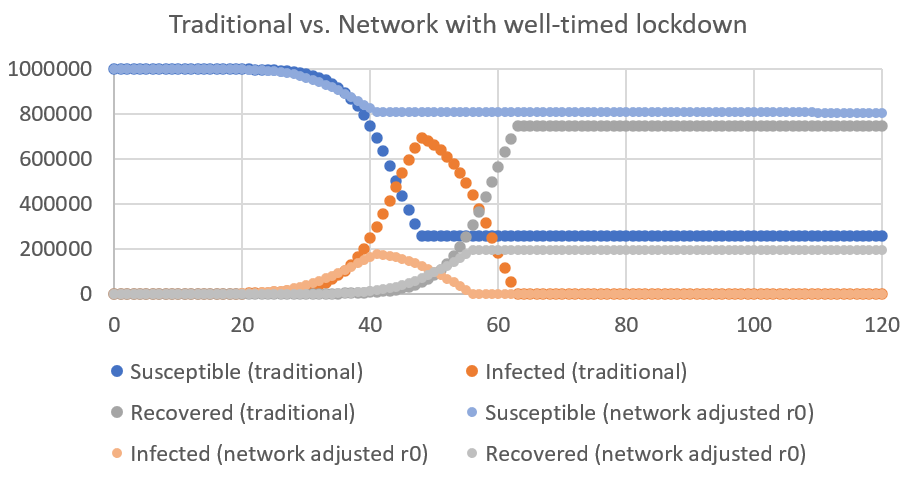 Traditional vs. Network with well-timed lockdown
1000000
800000
600000
400000
200000
0
0 20 40 60 80 100 120
Susceptible (traditional) Infected (traditional)
Recovered (traditional) Susceptible (network adjusted r0)
Infected (network adjusted r0) Recovered (network adjusted r0)